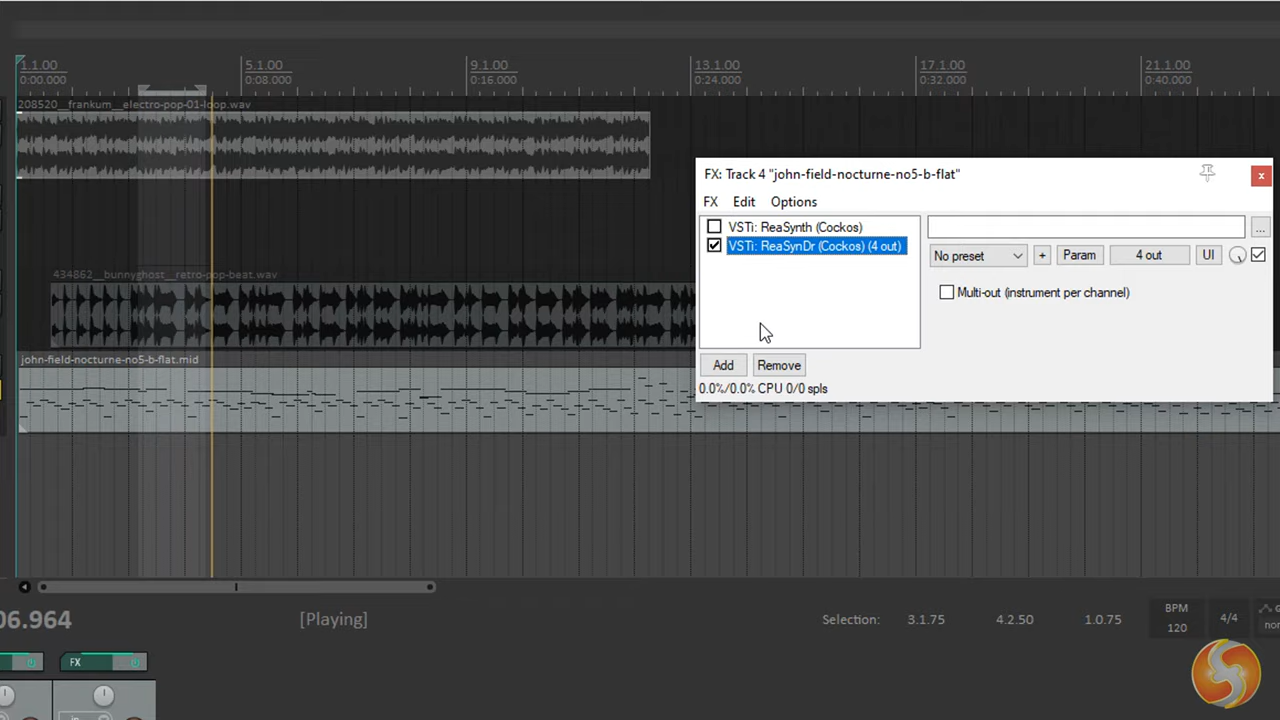 1.1.00 5.1.00 9.1.00 13.1.00 17.1.00 21.1.00
0:00.000 0:08.000 0:16.000 0:24.000 0:32.000 0:40.000
208520__frankum__electro-pop-01-loop.wav
FX: Track 4 "john-field-nocturne-no5-b-flat"
FX Edit Options
VSTi: ReaSynth (Cockos)
...
VSTi: ReaSynDr (Cockos) (4 out)
No preset + Param 4 out UI
Multi-out (instrument per channel)
434862__bunnyghost__retro-pop-beat.wav
john-field-nocturne-no5-b-flat.mid
Add Remove
0.0%/0.0% CPU 0/0 spls
06.964 [Playing] Selection: 3.1.75 4.2.50 1.0.75
BPM
120
4/4
FX
in